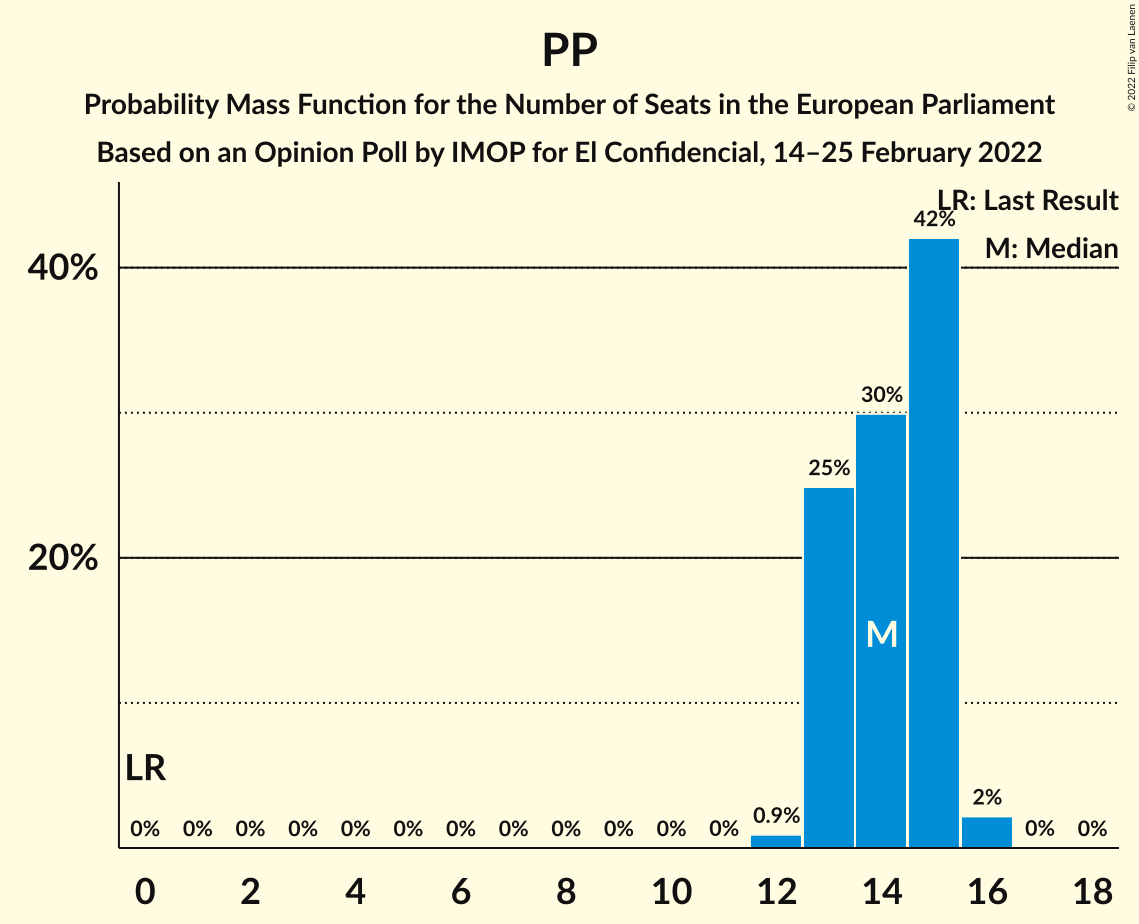 PP
Probability Mass Function for the Number of Seats in the European Parliament
Based on an Opinion Poll by IMOP for El Confidencial, 14–25 February 2022
© 2022 Filip van Laenen
LR: Last Result
M: Median
40%
20%
42%
30%
25%
M
LR
0% 0% 0% 0% 0% 0% 0% 0% 0% 0% 0% 0% 0.9% 2% 0% 0%
0 2 4 6 8 10 12 14 16 18